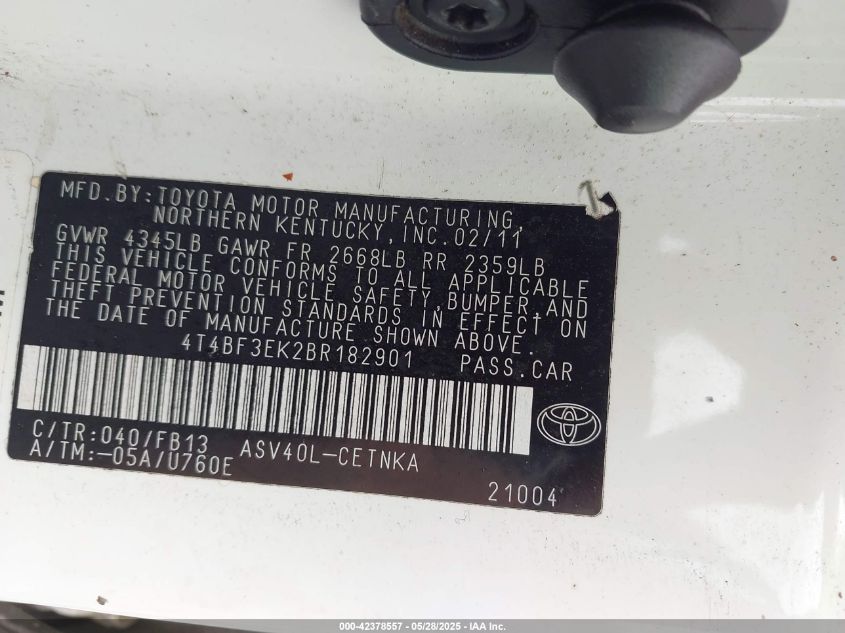 MFD.BY:TOYOTA MOTOR MANUFACTURING,
NORTHERN KENTUCKY,INC.02/11
GVWR 4345LB GAWR FR 2668LB RR 2359LB
THIS VEHICLE CONFORMS TO ALL APPLICABLE
FEDERAL MOTOR VEHICLE SAFETY,BUMPER,AND
THEFT PREVENTION STANDARDS IN EFFECT ON
THE DATE OF MANUFACTURE SHOWN ABOVE.
4T4BF3EK2BR182901 PASS.CAR
C/TR:040/FB13 ASV40L-CETNKA
A/TM:-05A/U760E
21004
000-42378557 - 05/28/2025 - IAA Inc.